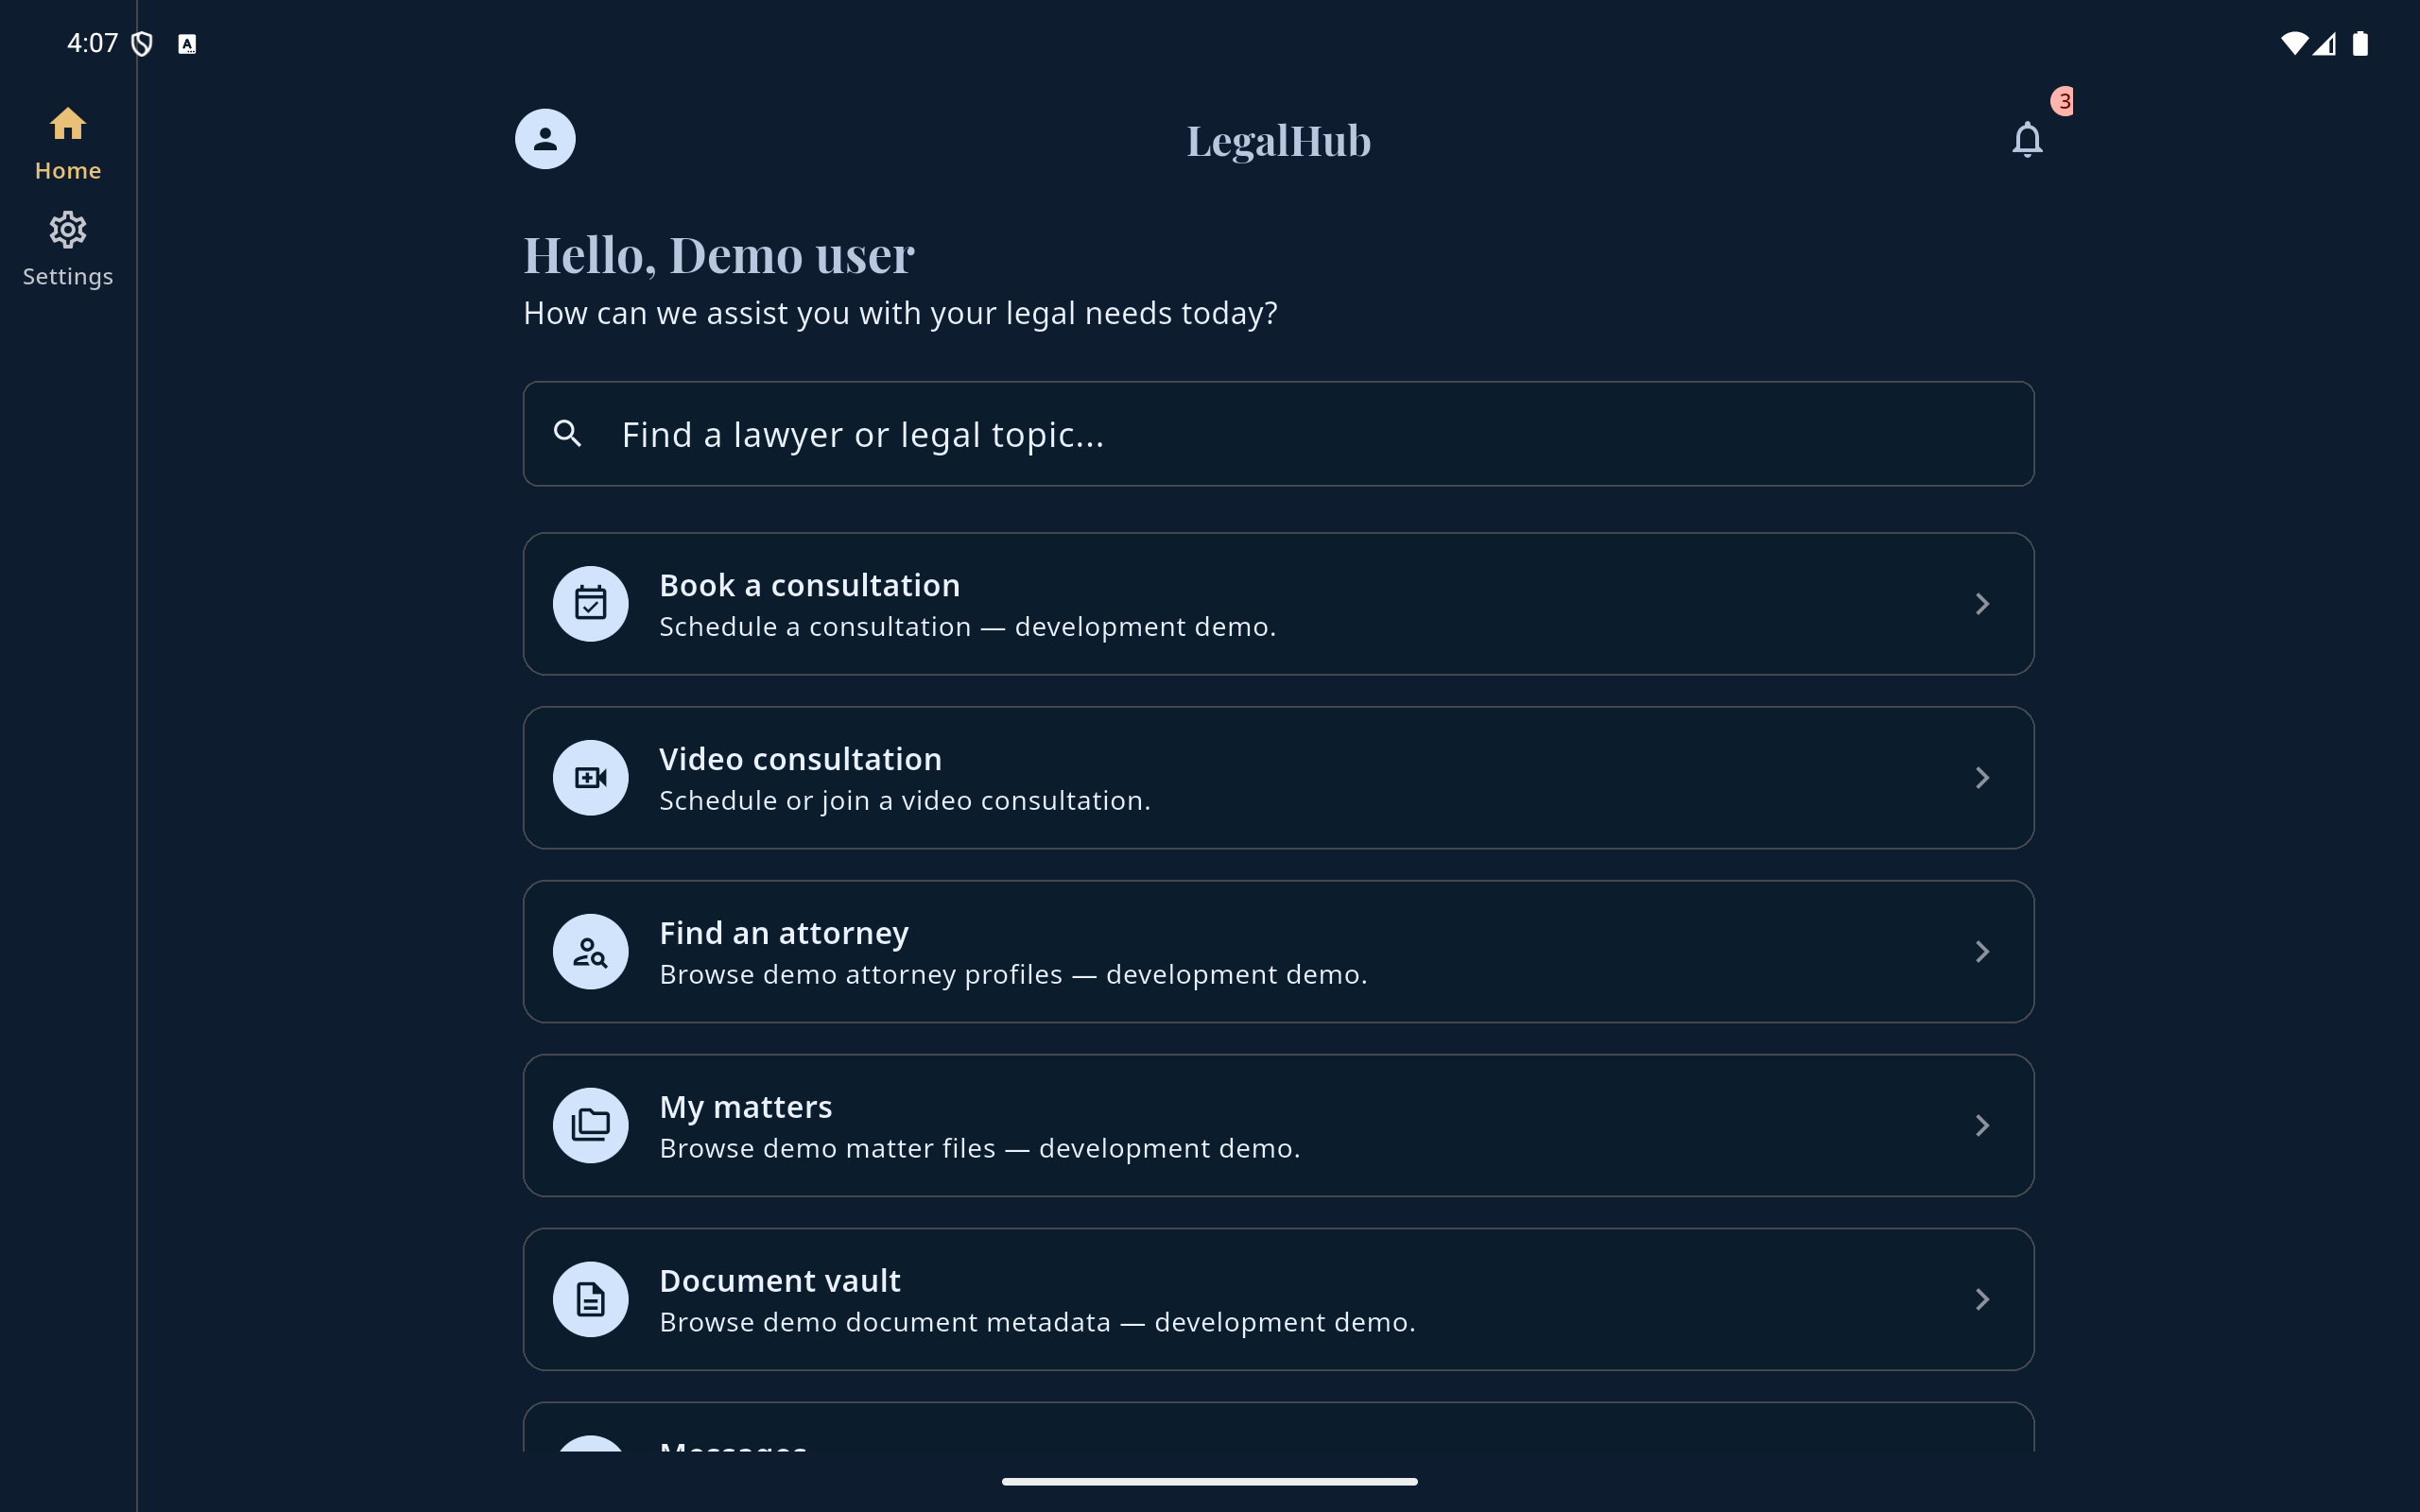 4:07
Home
Settings
LegalHub
3
Hello, Demo user
How can we assist you with your legal needs today?
Find a lawyer or legal topic...
Book a consultation
Schedule a consultation — development demo.
Video consultation
Schedule or join a video consultation.
Find an attorney
Browse demo attorney profiles — development demo.
My matters
Browse demo matter files — development demo.
Document vault
Browse demo document metadata — development demo.
Messages